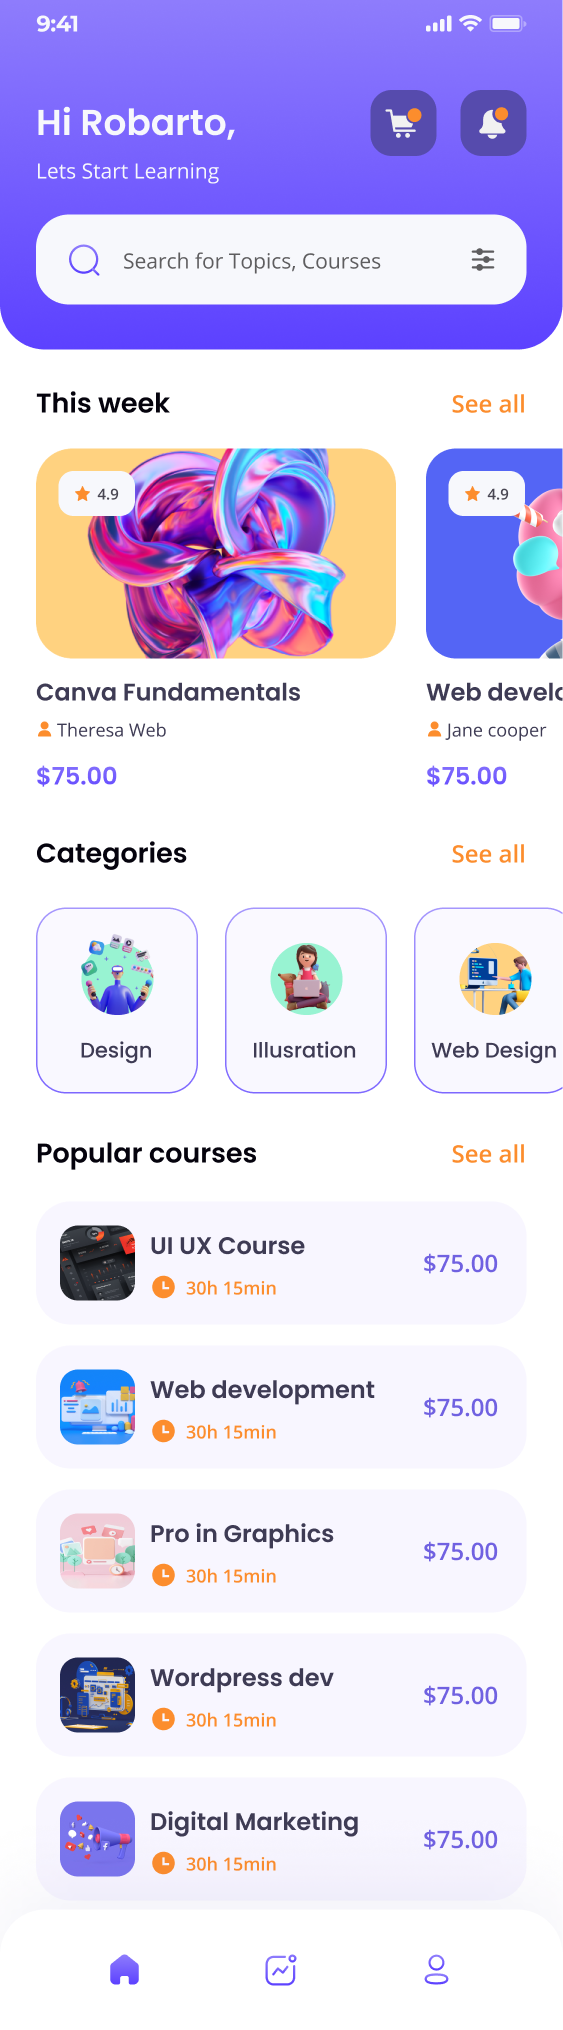 9:41
Hi Robarto,
Lets Start Learning
Search for Topics, Courses
This week
See all
4.9
4.9
Canva Fundamentals
Web develo
Theresa Web
Jane cooper
$75.00
$75.00
Categories
See all
Design
Illusration
Web Design
Popular courses
See all
UI UX Course
30h 15min
$75.00
Web development
30h 15min
$75.00
Pro in Graphics
30h 15min
$75.00
Wordpress dev
30h 15min
$75.00
Digital Marketing
30h 15min
$75.00